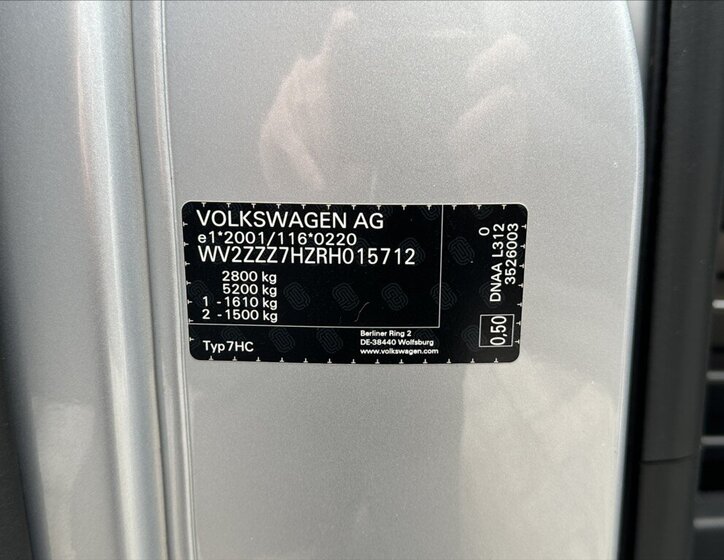 VOLKSWAGEN AG
e1*2001/116*0220
WV2ZZZ7HZRH015712
2800 kg
5200 kg
1 - 1610 kg
2 - 1500 kg
Typ7HC
Berliner Ring 2
DE-38440 Wolfsburg
www.volkswagen.com
0
DNAA L312
3526003
0,50